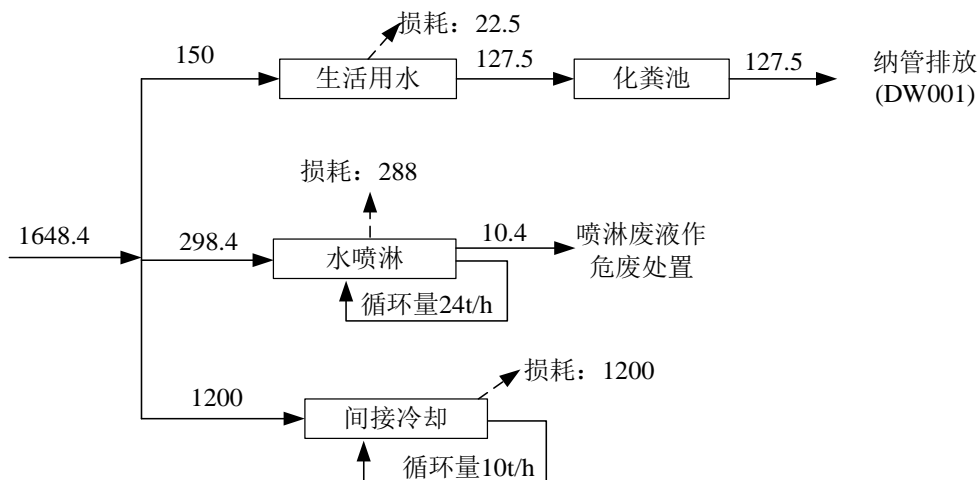 损耗：22.5
150
生活用水
127.5
化粪池
127.5
纳管排放
(DW001)
损耗：288
1648.4
298.4
水喷淋
10.4
喷淋废液作
危废处置
循环量24t/h
损耗：1200
1200
间接冷却
循环量10t/h